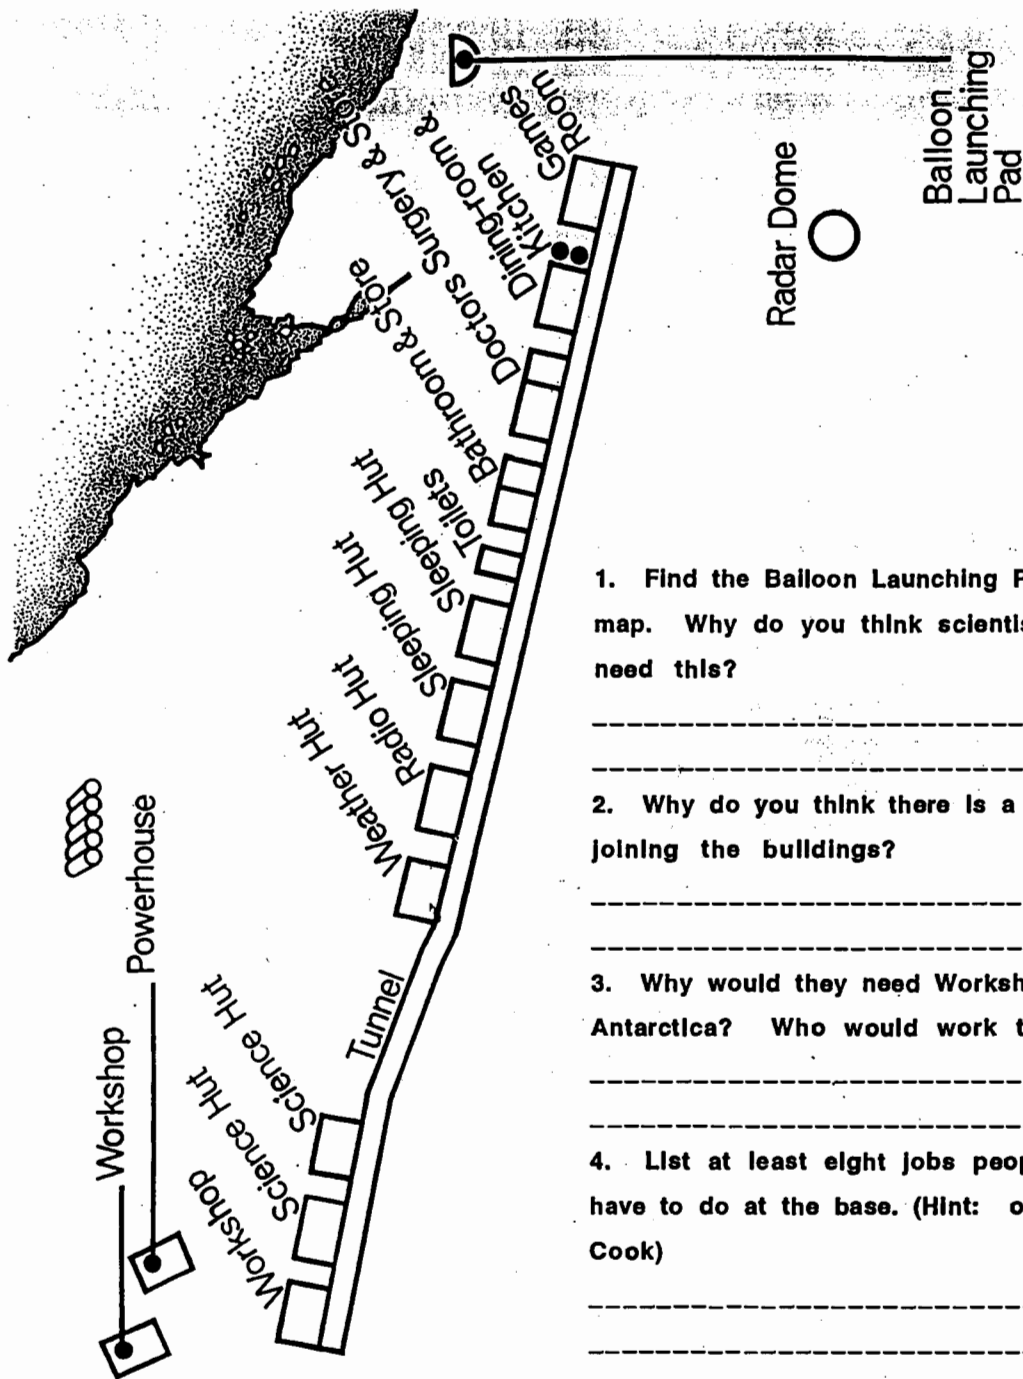 Balloon
Launching
Pad
Radar Dome
Games
Room
Dining-room &
Kitchen
Doctors Surgery & Store
Bathroom & Store
Toilets
Sleeping Hut
Sleeping Hut
Radio Hut
Weather Hut
Tunnel
Science Hut
Science Hut
Workshop
Powerhouse
Workshop
1. Find the Balloon Launching P
map. Why do you think scientis
need this?
2. Why do you think there is a
joining the buildings?
3. Why would they need Worksh
Antarctica? Who would work t
4. List at least eight jobs peop
have to do at the base. (Hint: o
Cook)